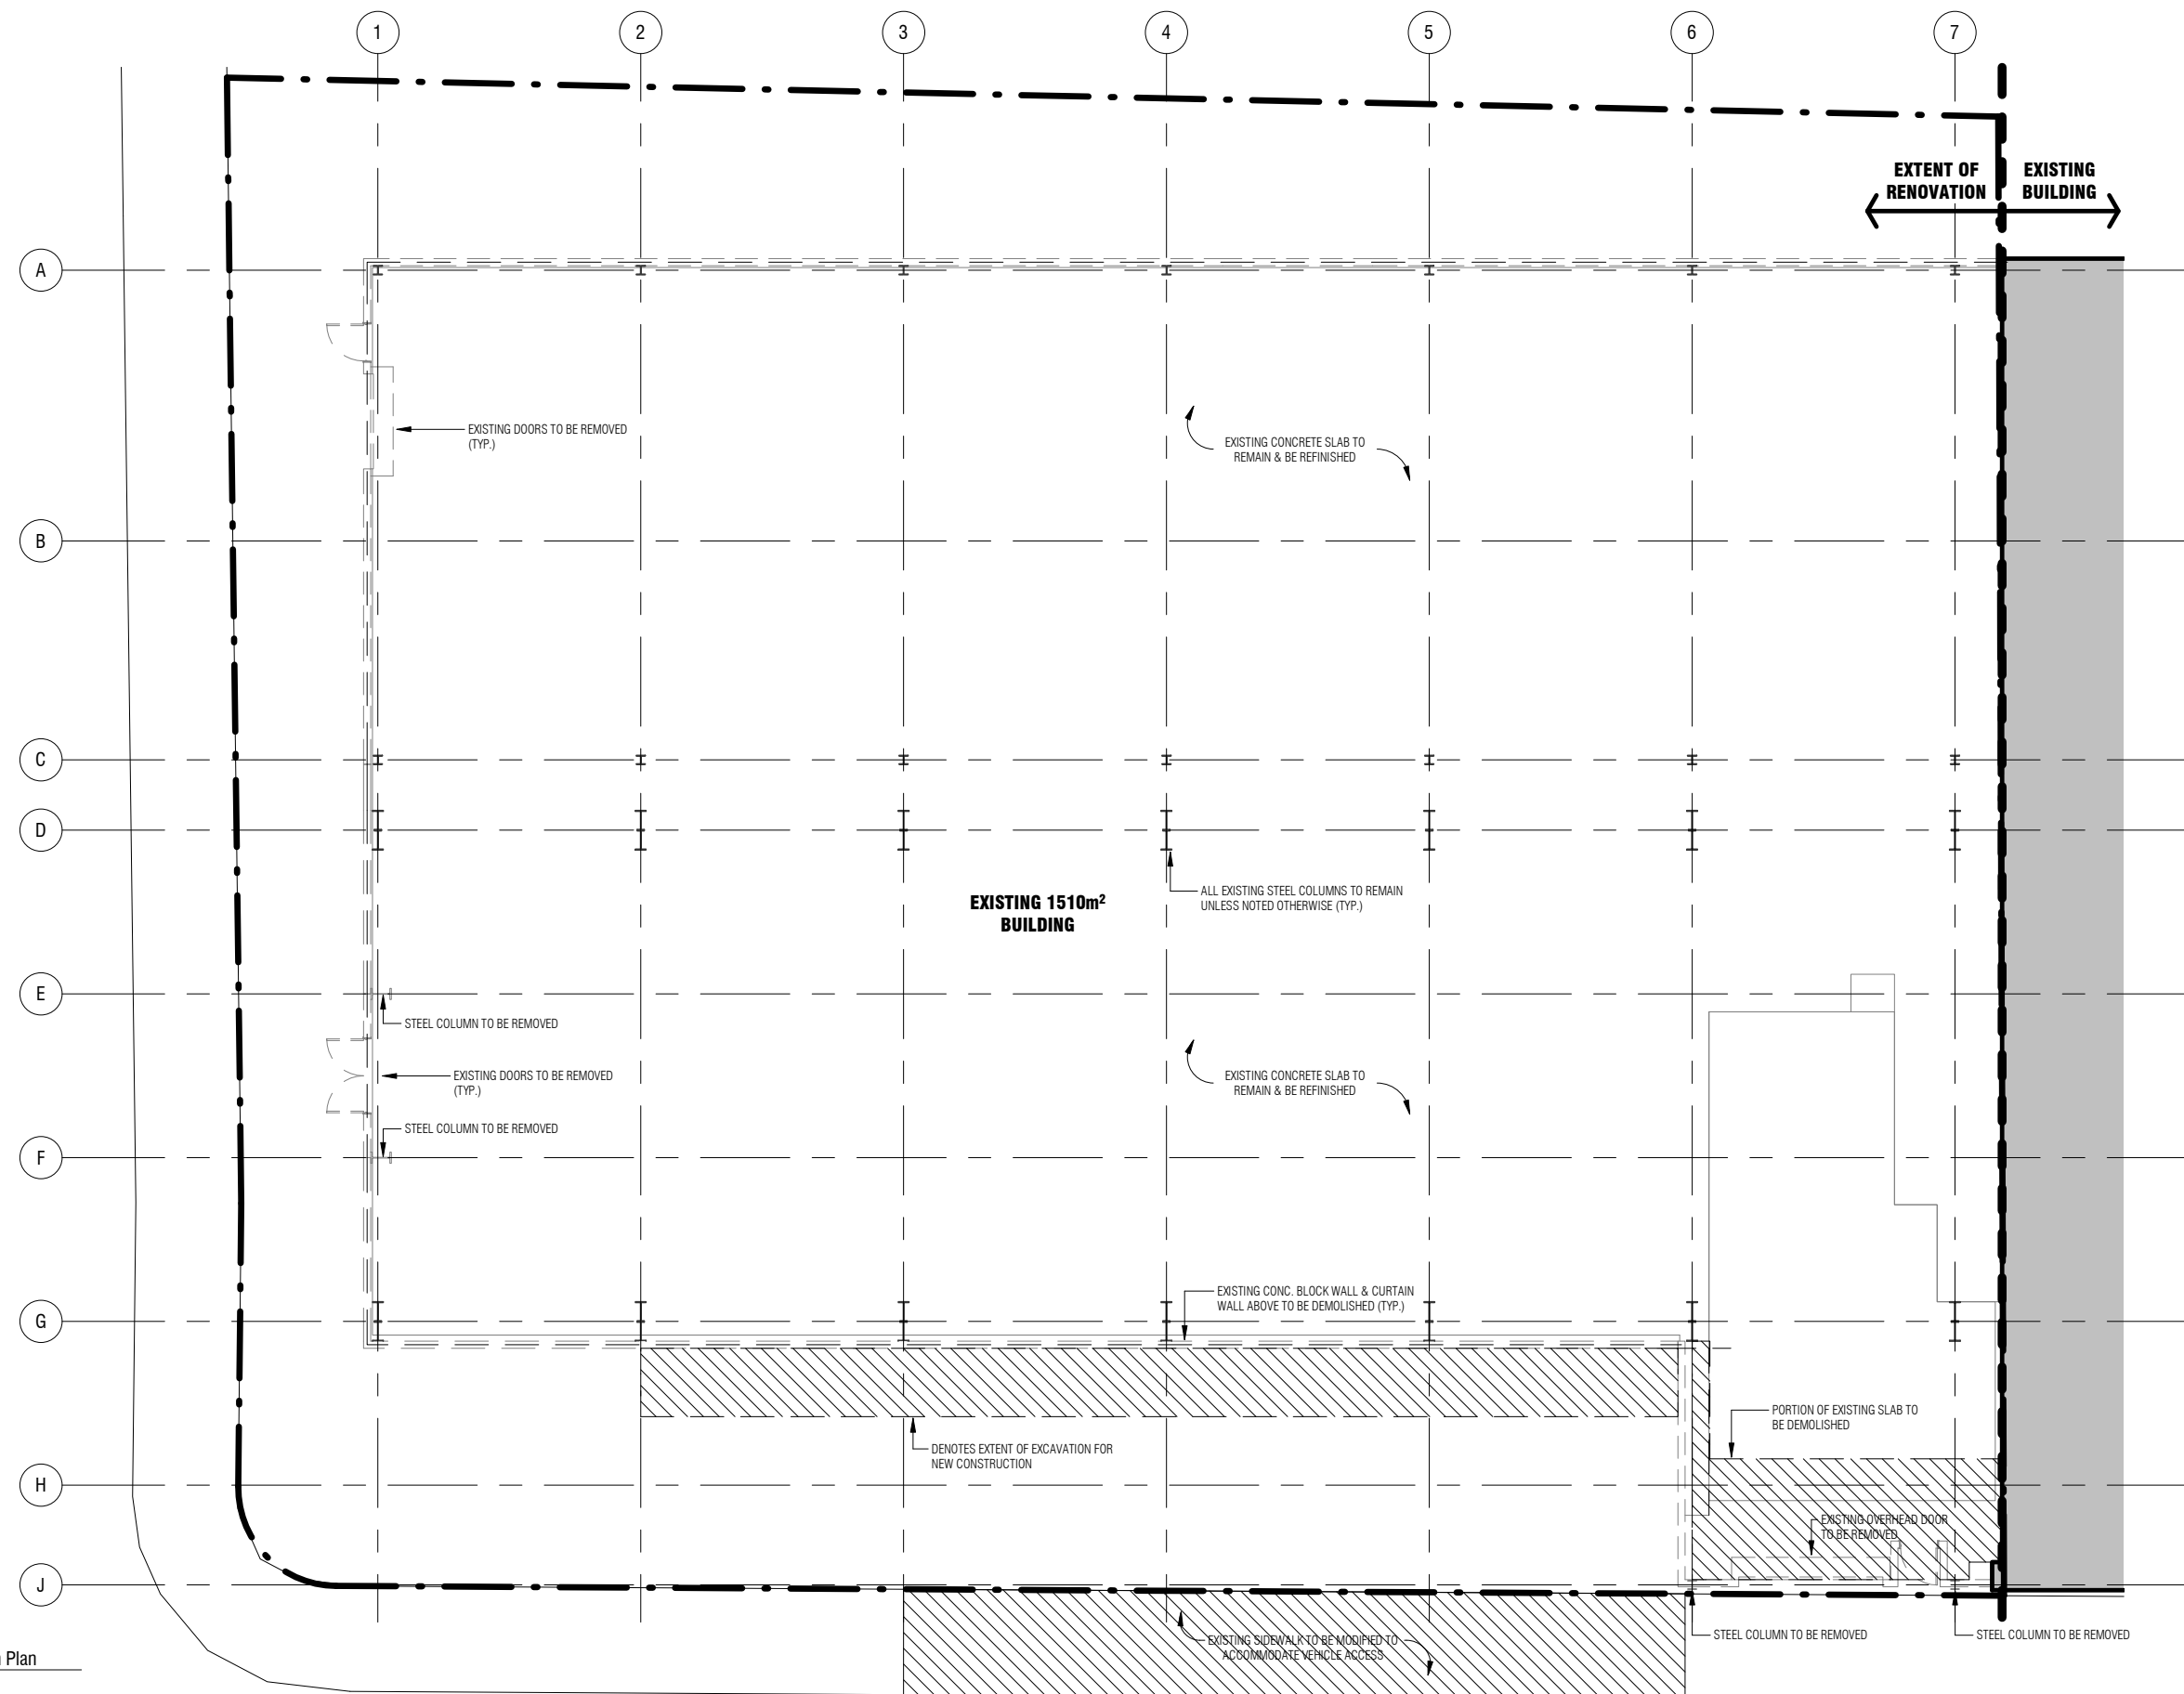 1
2
3
4
5
6
7
EXTENT OF
RENOVATION
EXISTING
BUILDING
A
EXISTING DOORS TO BE REMOVED
(TYP.)
EXISTING CONCRETE SLAB TO
REMAIN & BE REFINISHED
B
C
D
ALL EXISTING STEEL COLUMNS TO REMAIN
UNLESS NOTED OTHERWISE (TYP.)
EXISTING 1510m²
BUILDING
E
STEEL COLUMN TO BE REMOVED
EXISTING DOORS TO BE REMOVED
(TYP.)
EXISTING CONCRETE SLAB TO
REMAIN & BE REFINISHED
STEEL COLUMN TO BE REMOVED
F
EXISTING CONC. BLOCK WALL & CURTAIN
WALL ABOVE TO BE DEMOLISHED (TYP.)
G
PORTION OF EXISTING SLAB TO
BE DEMOLISHED
DENOTES EXTENT OF EXCAVATION FOR
NEW CONSTRUCTION
H
EXISTING OVERHEAD DOOR
TO BE REMOVED
J
EXISTING SIDEWALK TO BE MODIFIED TO
ACCOMMODATE VEHICLE ACCESS
STEEL COLUMN TO BE REMOVED
STEEL COLUMN TO BE REMOVED
Plan